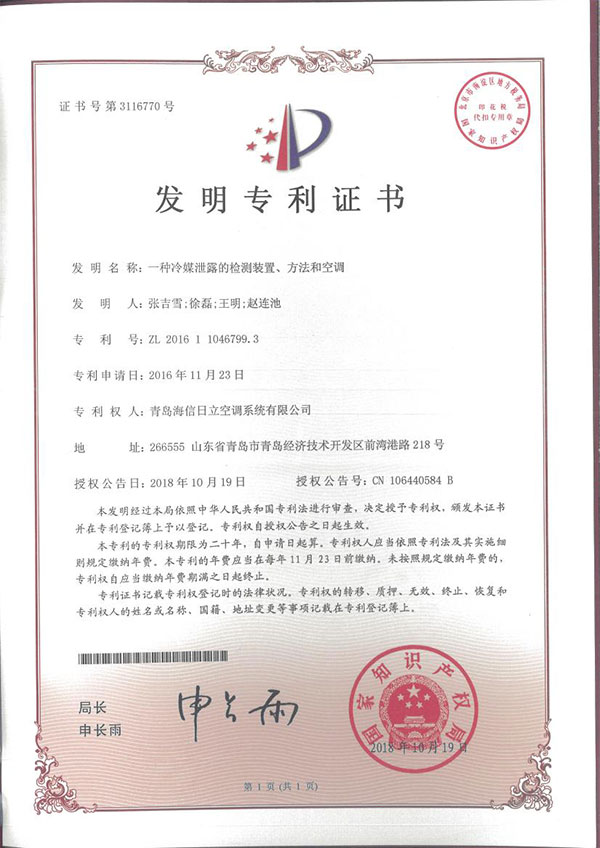 证书号第3116770号
北京市海淀区地方税务局
印花税
代扣专用章
国家知识产权局
发明专利证书
发明名称：一种冷媒泄露的检测装置、方法和空调
发明人：张吉雪;徐磊;王明;赵连池
专利号：ZL 2016 1 1046799.3
专利申请日：2016年11月23日
专利权人：青岛海信日立空调系统有限公司
地址：266555 山东省青岛市青岛经济技术开发区前湾港路218号
授权公告日：2018年10月19日 授权公告号：CN 106440584 B
本发明经过本局依照中华人民共和国专利法进行审查，决定授予专利权，颁发本证书
并在专利登记簿上予以登记。专利权自授权公告之日起生效。
本专利的专利权期限为二十年，自申请日起算。专利权人应当依照专利法及其实施细
则规定缴纳年费。本专利的年费应当在每年11月23日前缴纳。未按照规定缴纳年费的，
专利权自应当缴纳年费期满之日起终止。
专利证书记载专利权登记时的法律状况。专利权的转移、质押、无效、终止、恢复和
专利权人的姓名或名称、国籍、地址变更等事项记载在专利登记簿上。
局长
申长雨
申长雨
国家知识产权局
2018年10月19日
第1页(共1页)